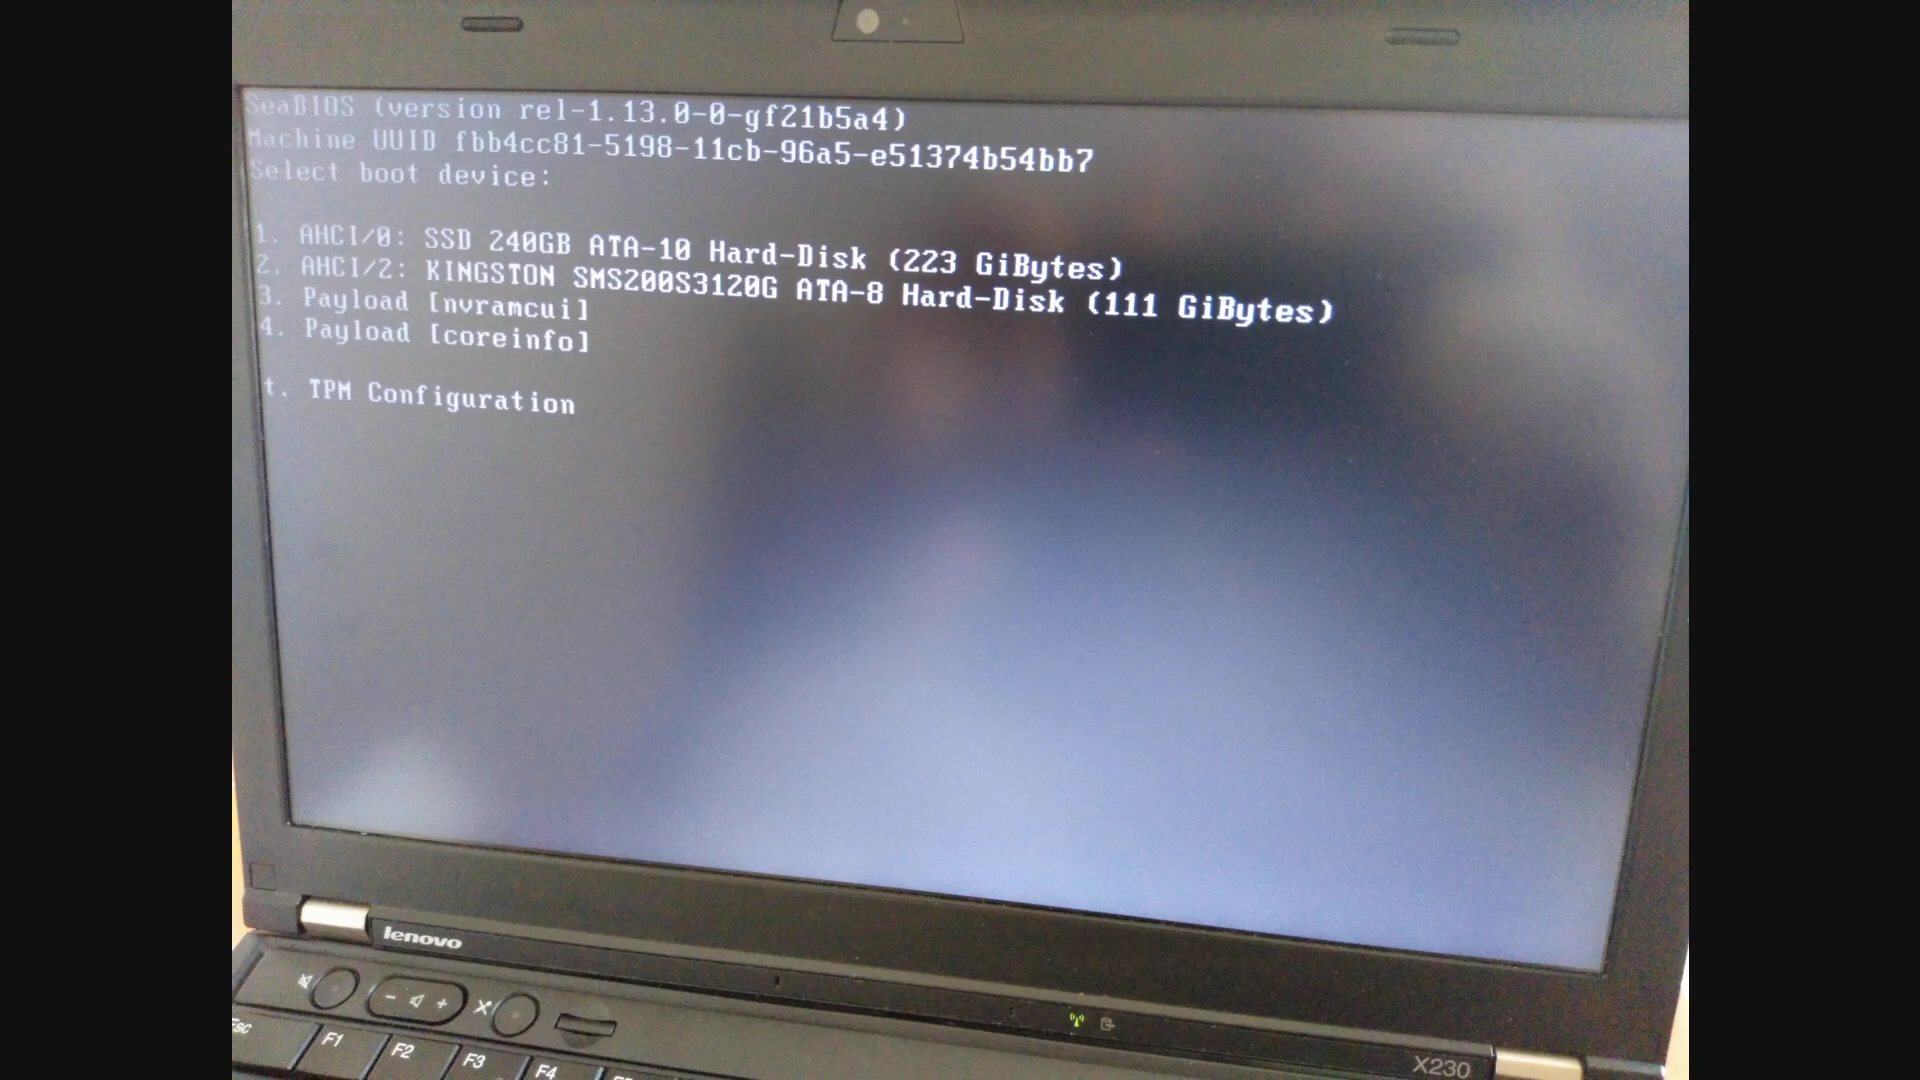 SeaBIOS (version rel-1.13.0-0-gf21b5a4)
Machine UUID fbb4cc81-5198-11cb-96a5-e51374b54bb7
Select boot device:
1. AHCI/0: SSD 240GB ATA-10 Hard-Disk (223 GiBytes)
2. AHCI/2: KINGSTON SMS200S3120G ATA-8 Hard-Disk (111 GiBytes)
3. Payload [nvramcui]
4. Payload [coreinfo]
t. TPM Configuration
lenovo
- +
Esc F1 F2 F3 F4
X230